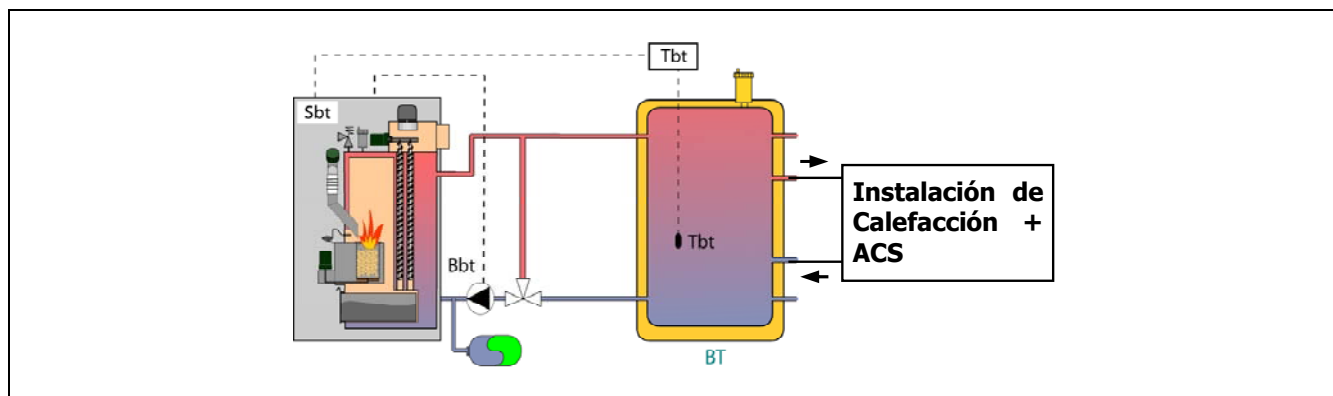 Tbt
Sbt
Instalación de
Calefacción +
ACS
Tbt
Bbt
BT